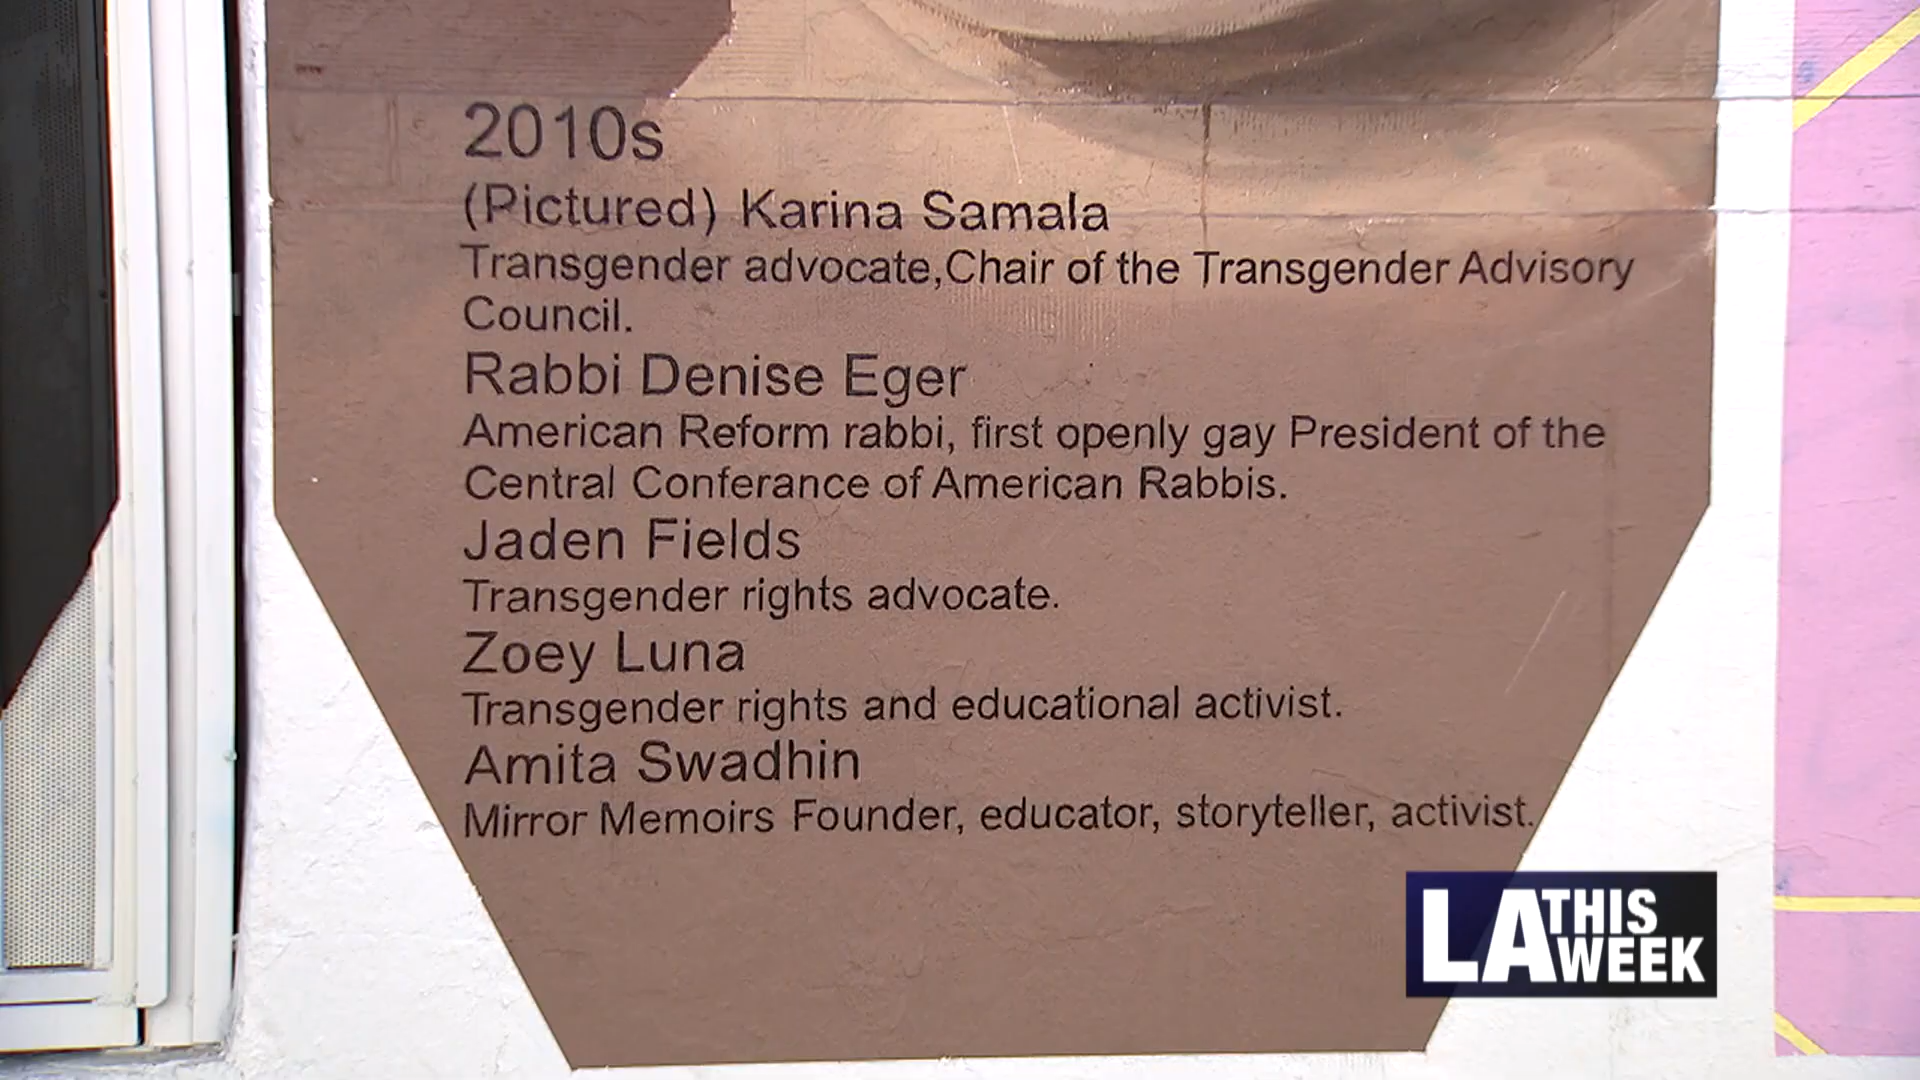 2010s
(Pictured) Karina Samala
Transgender advocate,Chair of the Transgender Advisory
Council.
Rabbi Denise Eger
American Reform rabbi, first openly gay President of the
Central Conferance of American Rabbis.
Jaden Fields
Transgender rights advocate.
Zoey Luna
Transgender rights and educational activist.
Amita Swadhin
Mirror Memoirs Founder, educator, storyteller, activist.
LA THIS
WEEK